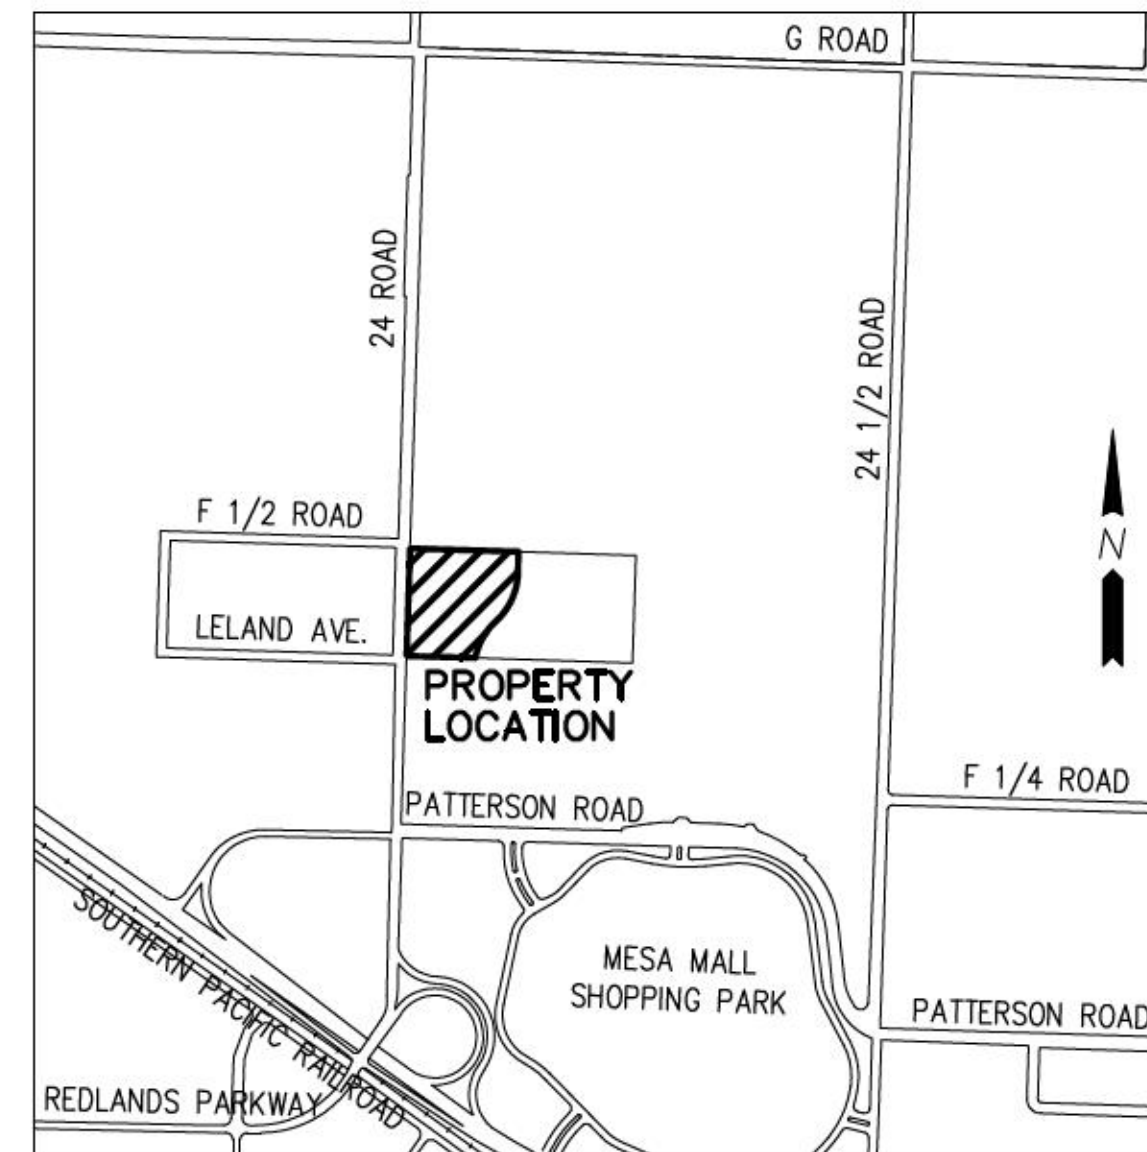 G ROAD
24 ROAD
24 1/2 ROAD
F 1/2 ROAD
N
LELAND AVE.
PROPERTY
LOCATION
F 1/4 ROAD
PATTERSON ROAD
SOUTHERN PACIFIC RAILROAD
MESA MALL
SHOPPING PARK
PATTERSON ROAD
REDLANDS PARKWAY